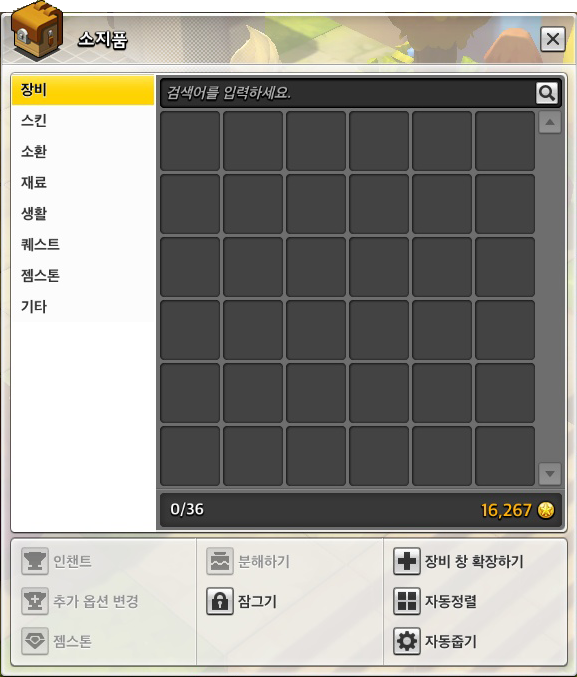 소지품
장비
스킨
소환
재료
생활
퀘스트
젬스톤
기타
검색어를 입력하세요.
0/36
16,267
인챈트
추가 옵션 변경
젬스톤
분해하기
잠그기
장비 창 확장하기
자동정렬
자동줍기